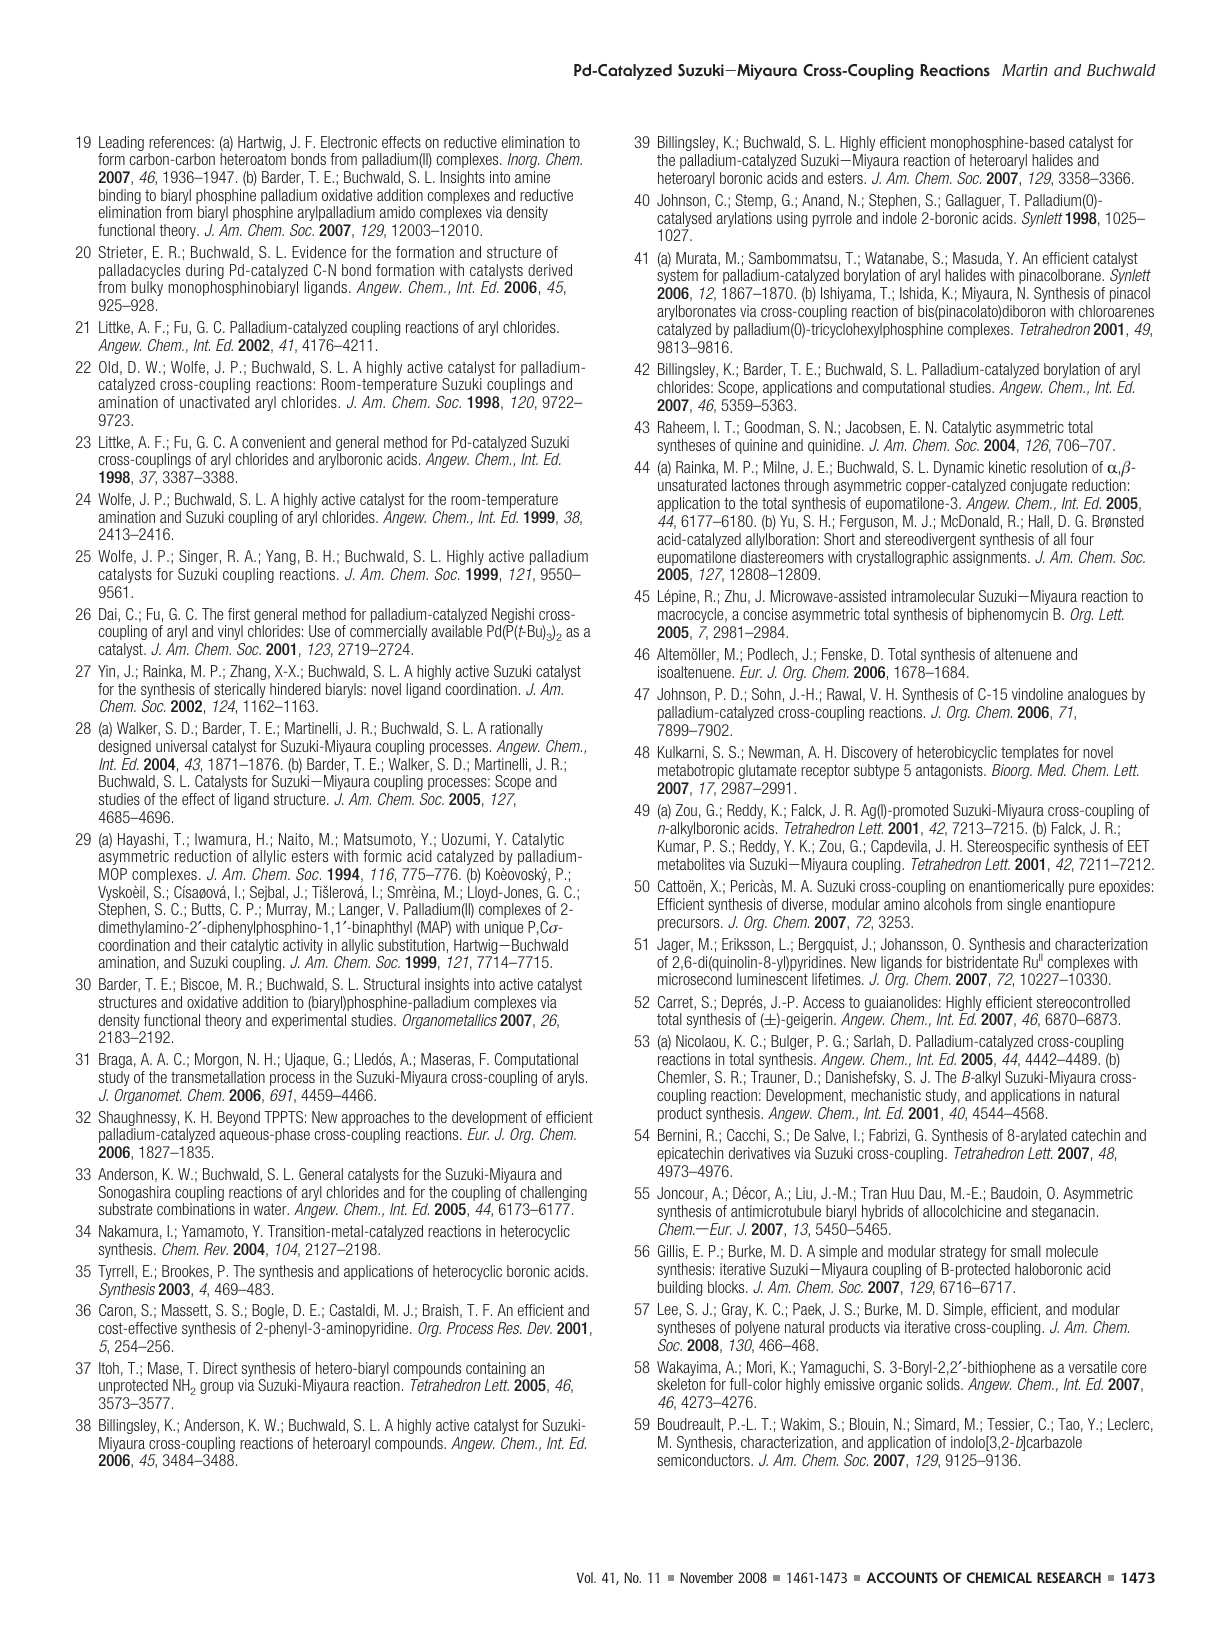 Pd-Catalyzed Suzuki−Miyaura Cross-Coupling Reactions Martin and Buchwald
19 Leading references: (a) Hartwig, J. F. Electronic effects on reductive elimination to
form carbon-carbon heteroatom bonds from palladium(II) complexes. Inorg. Chem.
2007, 46, 1936–1947. (b) Barder, T. E.; Buchwald, S. L. Insights into amine
binding to biaryl phosphine palladium oxidative addition complexes and reductive
elimination from biaryl phosphine arylpalladium amido complexes via density
functional theory. J. Am. Chem. Soc. 2007, 129, 12003–12010.
20 Strieter, E. R.; Buchwald, S. L. Evidence for the formation and structure of
palladacycles during Pd-catalyzed C-N bond formation with catalysts derived
from bulky monophosphinobiaryl ligands. Angew. Chem., Int. Ed. 2006, 45,
925–928.
21 Littke, A. F.; Fu, G. C. Palladium-catalyzed coupling reactions of aryl chlorides.
Angew. Chem., Int. Ed. 2002, 41, 4176–4211.
22 Old, D. W.; Wolfe, J. P.; Buchwald, S. L. A highly active catalyst for palladium-
catalyzed cross-coupling reactions: Room-temperature Suzuki couplings and
amination of unactivated aryl chlorides. J. Am. Chem. Soc. 1998, 120, 9722–
9723.
23 Littke, A. F.; Fu, G. C. A convenient and general method for Pd-catalyzed Suzuki
cross-couplings of aryl chlorides and arylboronic acids. Angew. Chem., Int. Ed.
1998, 37, 3387–3388.
24 Wolfe, J. P.; Buchwald, S. L. A highly active catalyst for the room-temperature
amination and Suzuki coupling of aryl chlorides. Angew. Chem., Int. Ed. 1999, 38,
2413–2416.
25 Wolfe, J. P.; Singer, R. A.; Yang, B. H.; Buchwald, S. L. Highly active palladium
catalysts for Suzuki coupling reactions. J. Am. Chem. Soc. 1999, 121, 9550–
9561.
26 Dai, C.; Fu, G. C. The first general method for palladium-catalyzed Negishi cross-
coupling of aryl and vinyl chlorides: Use of commercially available Pd(P(t-Bu)3)2 as a
catalyst. J. Am. Chem. Soc. 2001, 123, 2719–2724.
27 Yin, J.; Rainka, M. P.; Zhang, X-X.; Buchwald, S. L. A highly active Suzuki catalyst
for the synthesis of sterically hindered biaryls: novel ligand coordination. J. Am.
Chem. Soc. 2002, 124, 1162–1163.
28 (a) Walker, S. D.; Barder, T. E.; Martinelli, J. R.; Buchwald, S. L. A rationally
designed universal catalyst for Suzuki-Miyaura coupling processes. Angew. Chem.,
Int. Ed. 2004, 43, 1871–1876. (b) Barder, T. E.; Walker, S. D.; Martinelli, J. R.;
Buchwald, S. L. Catalysts for Suzuki−Miyaura coupling processes: Scope and
studies of the effect of ligand structure. J. Am. Chem. Soc. 2005, 127,
4685–4696.
29 (a) Hayashi, T.; Iwamura, H.; Naito, M.; Matsumoto, Y.; Uozumi, Y. Catalytic
asymmetric reduction of allylic esters with formic acid catalyzed by palladium-
MOP complexes. J. Am. Chem. Soc. 1994, 116, 775–776. (b) Koèovoský, P.;
Vyskoèil, S.; Císaøová, I.; Sejbal, J.; Tišlerová, I.; Smrèina, M.; Lloyd-Jones, G. C.;
Stephen, S. C.; Butts, C. P.; Murray, M.; Langer, V. Palladium(II) complexes of 2-
dimethylamino-2′-diphenylphosphino-1,1′-binaphthyl (MAP) with unique P,Cσ-
coordination and their catalytic activity in allylic substitution, Hartwig−Buchwald
amination, and Suzuki coupling. J. Am. Chem. Soc. 1999, 121, 7714–7715.
30 Barder, T. E.; Biscoe, M. R.; Buchwald, S. L. Structural insights into active catalyst
structures and oxidative addition to (biaryl)phosphine-palladium complexes via
density functional theory and experimental studies. Organometallics 2007, 26,
2183–2192.
31 Braga, A. A. C.; Morgon, N. H.; Ujaque, G.; Lledós, A.; Maseras, F. Computational
study of the transmetallation process in the Suzuki-Miyaura cross-coupling of aryls.
J. Organomet. Chem. 2006, 691, 4459–4466.
32 Shaughnessy, K. H. Beyond TPPTS: New approaches to the development of efficient
palladium-catalyzed aqueous-phase cross-coupling reactions. Eur. J. Org. Chem.
2006, 1827–1835.
33 Anderson, K. W.; Buchwald, S. L. General catalysts for the Suzuki-Miyaura and
Sonogashira coupling reactions of aryl chlorides and for the coupling of challenging
substrate combinations in water. Angew. Chem., Int. Ed. 2005, 44, 6173–6177.
34 Nakamura, I.; Yamamoto, Y. Transition-metal-catalyzed reactions in heterocyclic
synthesis. Chem. Rev. 2004, 104, 2127–2198.
35 Tyrrell, E.; Brookes, P. The synthesis and applications of heterocyclic boronic acids.
Synthesis 2003, 4, 469–483.
36 Caron, S.; Massett, S. S.; Bogle, D. E.; Castaldi, M. J.; Braish, T. F. An efficient and
cost-effective synthesis of 2-phenyl-3-aminopyridine. Org. Process Res. Dev. 2001,
5, 254–256.
37 Itoh, T.; Mase, T. Direct synthesis of hetero-biaryl compounds containing an
unprotected NH2 group via Suzuki-Miyaura reaction. Tetrahedron Lett. 2005, 46,
3573–3577.
38 Billingsley, K.; Anderson, K. W.; Buchwald, S. L. A highly active catalyst for Suzuki-
Miyaura cross-coupling reactions of heteroaryl compounds. Angew. Chem., Int. Ed.
2006, 45, 3484–3488.
39 Billingsley, K.; Buchwald, S. L. Highly efficient monophosphine-based catalyst for
the palladium-catalyzed Suzuki−Miyaura reaction of heteroaryl halides and
heteroaryl boronic acids and esters. J. Am. Chem. Soc. 2007, 129, 3358–3366.
40 Johnson, C.; Stemp, G.; Anand, N.; Stephen, S.; Gallaguer, T. Palladium(0)-
catalysed arylations using pyrrole and indole 2-boronic acids. Synlett 1998, 1025–
1027.
41 (a) Murata, M.; Sambommatsu, T.; Watanabe, S.; Masuda, Y. An efficient catalyst
system for palladium-catalyzed borylation of aryl halides with pinacolborane. Synlett
2006, 12, 1867–1870. (b) Ishiyama, T.; Ishida, K.; Miyaura, N. Synthesis of pinacol
arylboronates via cross-coupling reaction of bis(pinacolato)diboron with chloroarenes
catalyzed by palladium(0)-tricyclohexylphosphine complexes. Tetrahedron 2001, 49,
9813–9816.
42 Billingsley, K.; Barder, T. E.; Buchwald, S. L. Palladium-catalyzed borylation of aryl
chlorides: Scope, applications and computational studies. Angew. Chem., Int. Ed.
2007, 46, 5359–5363.
43 Raheem, I. T.; Goodman, S. N.; Jacobsen, E. N. Catalytic asymmetric total
syntheses of quinine and quinidine. J. Am. Chem. Soc. 2004, 126, 706–707.
44 (a) Rainka, M. P.; Milne, J. E.; Buchwald, S. L. Dynamic kinetic resolution of α,β-
unsaturated lactones through asymmetric copper-catalyzed conjugate reduction:
application to the total synthesis of eupomatilone-3. Angew. Chem., Int. Ed. 2005,
44, 6177–6180. (b) Yu, S. H.; Ferguson, M. J.; McDonald, R.; Hall, D. G. Brønsted
acid-catalyzed allylboration: Short and stereodivergent synthesis of all four
eupomatilone diastereomers with crystallographic assignments. J. Am. Chem. Soc.
2005, 127, 12808–12809.
45 Lépine, R.; Zhu, J. Microwave-assisted intramolecular Suzuki−Miyaura reaction to
macrocycle, a concise asymmetric total synthesis of biphenomycin B. Org. Lett.
2005, 7, 2981–2984.
46 Altemöller, M.; Podlech, J.; Fenske, D. Total synthesis of altenuene and
isoaltenuene. Eur. J. Org. Chem. 2006, 1678–1684.
47 Johnson, P. D.; Sohn, J.-H.; Rawal, V. H. Synthesis of C-15 vindoline analogues by
palladium-catalyzed cross-coupling reactions. J. Org. Chem. 2006, 71,
7899–7902.
48 Kulkarni, S. S.; Newman, A. H. Discovery of heterobicyclic templates for novel
metabotropic glutamate receptor subtype 5 antagonists. Bioorg. Med. Chem. Lett.
2007, 17, 2987–2991.
49 (a) Zou, G.; Reddy, K.; Falck, J. R. Ag(I)-promoted Suzuki-Miyaura cross-coupling of
n-alkylboronic acids. Tetrahedron Lett. 2001, 42, 7213–7215. (b) Falck, J. R.;
Kumar, P. S.; Reddy, Y. K.; Zou, G.; Capdevila, J. H. Stereospecific synthesis of EET
metabolites via Suzuki−Miyaura coupling. Tetrahedron Lett. 2001, 42, 7211–7212.
50 Cattoën, X.; Pericàs, M. A. Suzuki cross-coupling on enantiomerically pure epoxides:
Efficient synthesis of diverse, modular amino alcohols from single enantiopure
precursors. J. Org. Chem. 2007, 72, 3253.
51 Jager, M.; Eriksson, L.; Bergquist, J.; Johansson, O. Synthesis and characterization
of 2,6-di(quinolin-8-yl)pyridines. New ligands for bistridentate RuII complexes with
microsecond luminescent lifetimes. J. Org. Chem. 2007, 72, 10227–10330.
52 Carret, S.; Deprés, J.-P. Access to guaianolides: Highly efficient stereocontrolled
total synthesis of (±)-geigerin. Angew. Chem., Int. Ed. 2007, 46, 6870–6873.
53 (a) Nicolaou, K. C.; Bulger, P. G.; Sarlah, D. Palladium-catalyzed cross-coupling
reactions in total synthesis. Angew. Chem., Int. Ed. 2005, 44, 4442–4489. (b)
Chemler, S. R.; Trauner, D.; Danishefsky, S. J. The B-alkyl Suzuki-Miyaura cross-
coupling reaction: Development, mechanistic study, and applications in natural
product synthesis. Angew. Chem., Int. Ed. 2001, 40, 4544–4568.
54 Bernini, R.; Cacchi, S.; De Salve, I.; Fabrizi, G. Synthesis of 8-arylated catechin and
epicatechin derivatives via Suzuki cross-coupling. Tetrahedron Lett. 2007, 48,
4973–4976.
55 Joncour, A.; Décor, A.; Liu, J.-M.; Tran Huu Dau, M.-E.; Baudoin, O. Asymmetric
synthesis of antimicrotubule biaryl hybrids of allocolchicine and steganacin.
Chem.—Eur. J. 2007, 13, 5450–5465.
56 Gillis, E. P.; Burke, M. D. A simple and modular strategy for small molecule
synthesis: iterative Suzuki−Miyaura coupling of B-protected haloboronic acid
building blocks. J. Am. Chem. Soc. 2007, 129, 6716–6717.
57 Lee, S. J.; Gray, K. C.; Paek, J. S.; Burke, M. D. Simple, efficient, and modular
syntheses of polyene natural products via iterative cross-coupling. J. Am. Chem.
Soc. 2008, 130, 466–468.
58 Wakayima, A.; Mori, K.; Yamaguchi, S. 3-Boryl-2,2′-bithiophene as a versatile core
skeleton for full-color highly emissive organic solids. Angew. Chem., Int. Ed. 2007,
46, 4273–4276.
59 Boudreault, P.-L. T.; Wakim, S.; Blouin, N.; Simard, M.; Tessier, C.; Tao, Y.; Leclerc,
M. Synthesis, characterization, and application of indolo[3,2-b]carbazole
semiconductors. J. Am. Chem. Soc. 2007, 129, 9125–9136.
Vol. 41, No. 11 ■ November 2008 ■ 1461-1473 ■ ACCOUNTS OF CHEMICAL RESEARCH ■ 1473